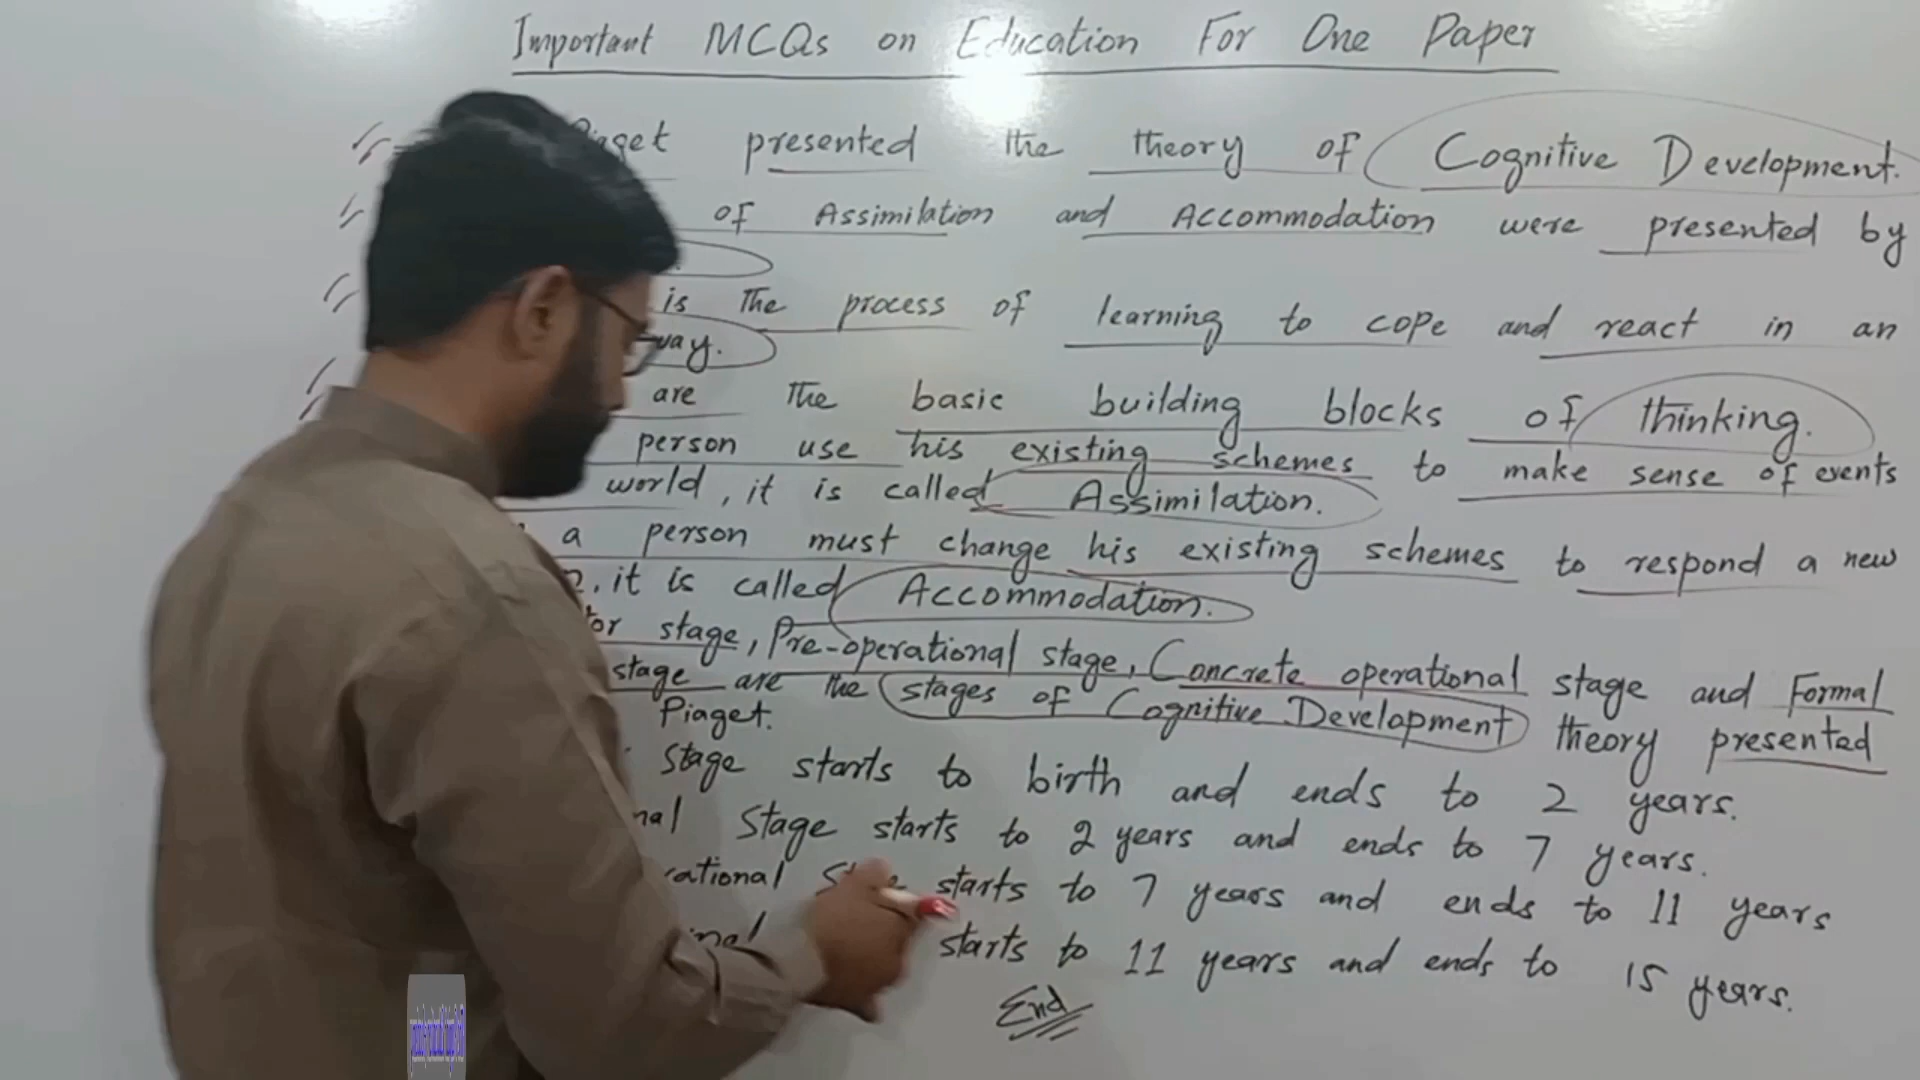 Important MCQs on Education For One Paper
presented the theory of Cognitive Development.
of Assimilation and Accommodation were presented by
is the process of learning to cope and react in an
way.
are the basic building blocks of thinking.
person use his existing schemes to make sense of events
world, it is called Assimilation.
a person must change his existing schemes to respond a new
it is called Accommodation.
stage, Pre-operational stage, Concrete operational stage and Formal
stage are the stages of Cognitive Development theory presented
Piaget.
Stage starts to birth and ends to 2 years.
Stage starts to 2 years and ends to 7 years.
starts to 7 years and ends to 11 years
starts to 11 years and ends to 15 years.
End